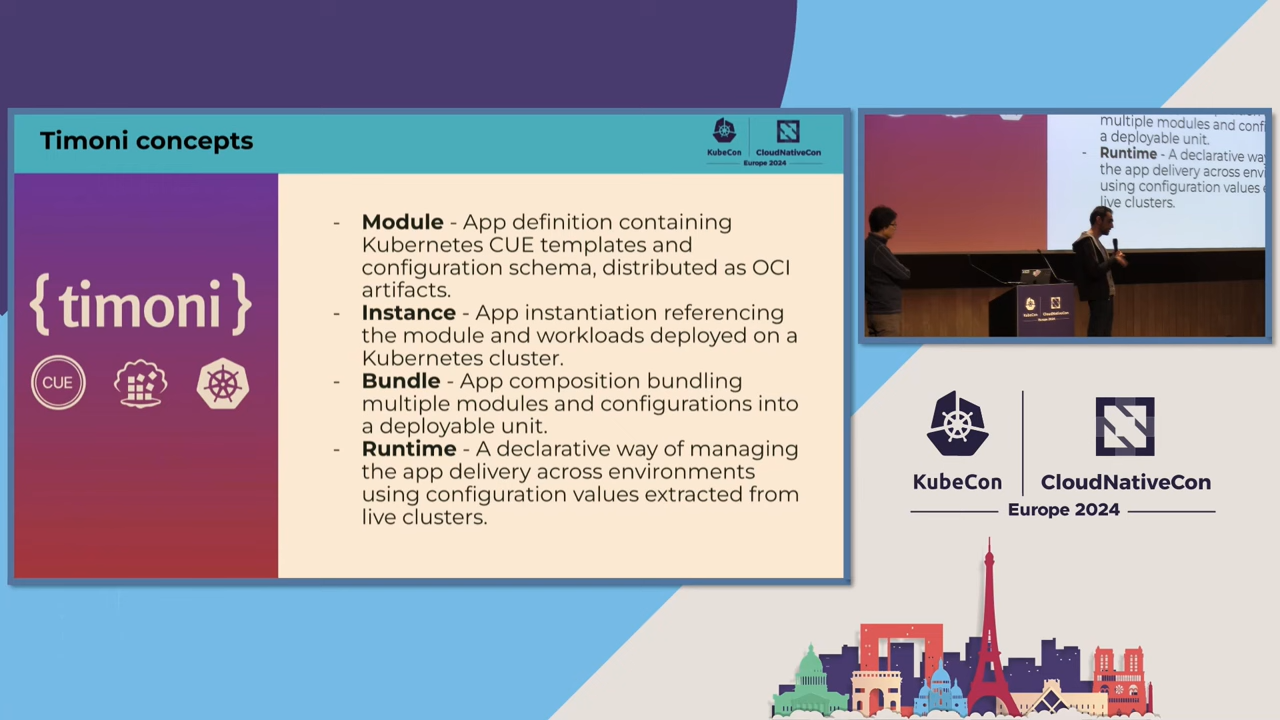 Timoni concepts
KubeCon
CloudNativeCon
Europe 2024
{ timoni }
CUE
- Module - App definition containing
Kubernetes CUE templates and
configuration schema, distributed as OCI
artifacts.
- Instance - App instantiation referencing
the module and workloads deployed on a
Kubernetes cluster.
- Bundle - App composition bundling
multiple modules and configurations into
a deployable unit.
- Runtime - A declarative way of managing
the app delivery across environments
using configuration values extracted from
live clusters.
multiple modules and conf
a deployable unit.
- Runtime - A declarative way
the app delivery across envi
using configuration values e
live clusters.
KubeCon
CloudNativeCon
Europe 2024